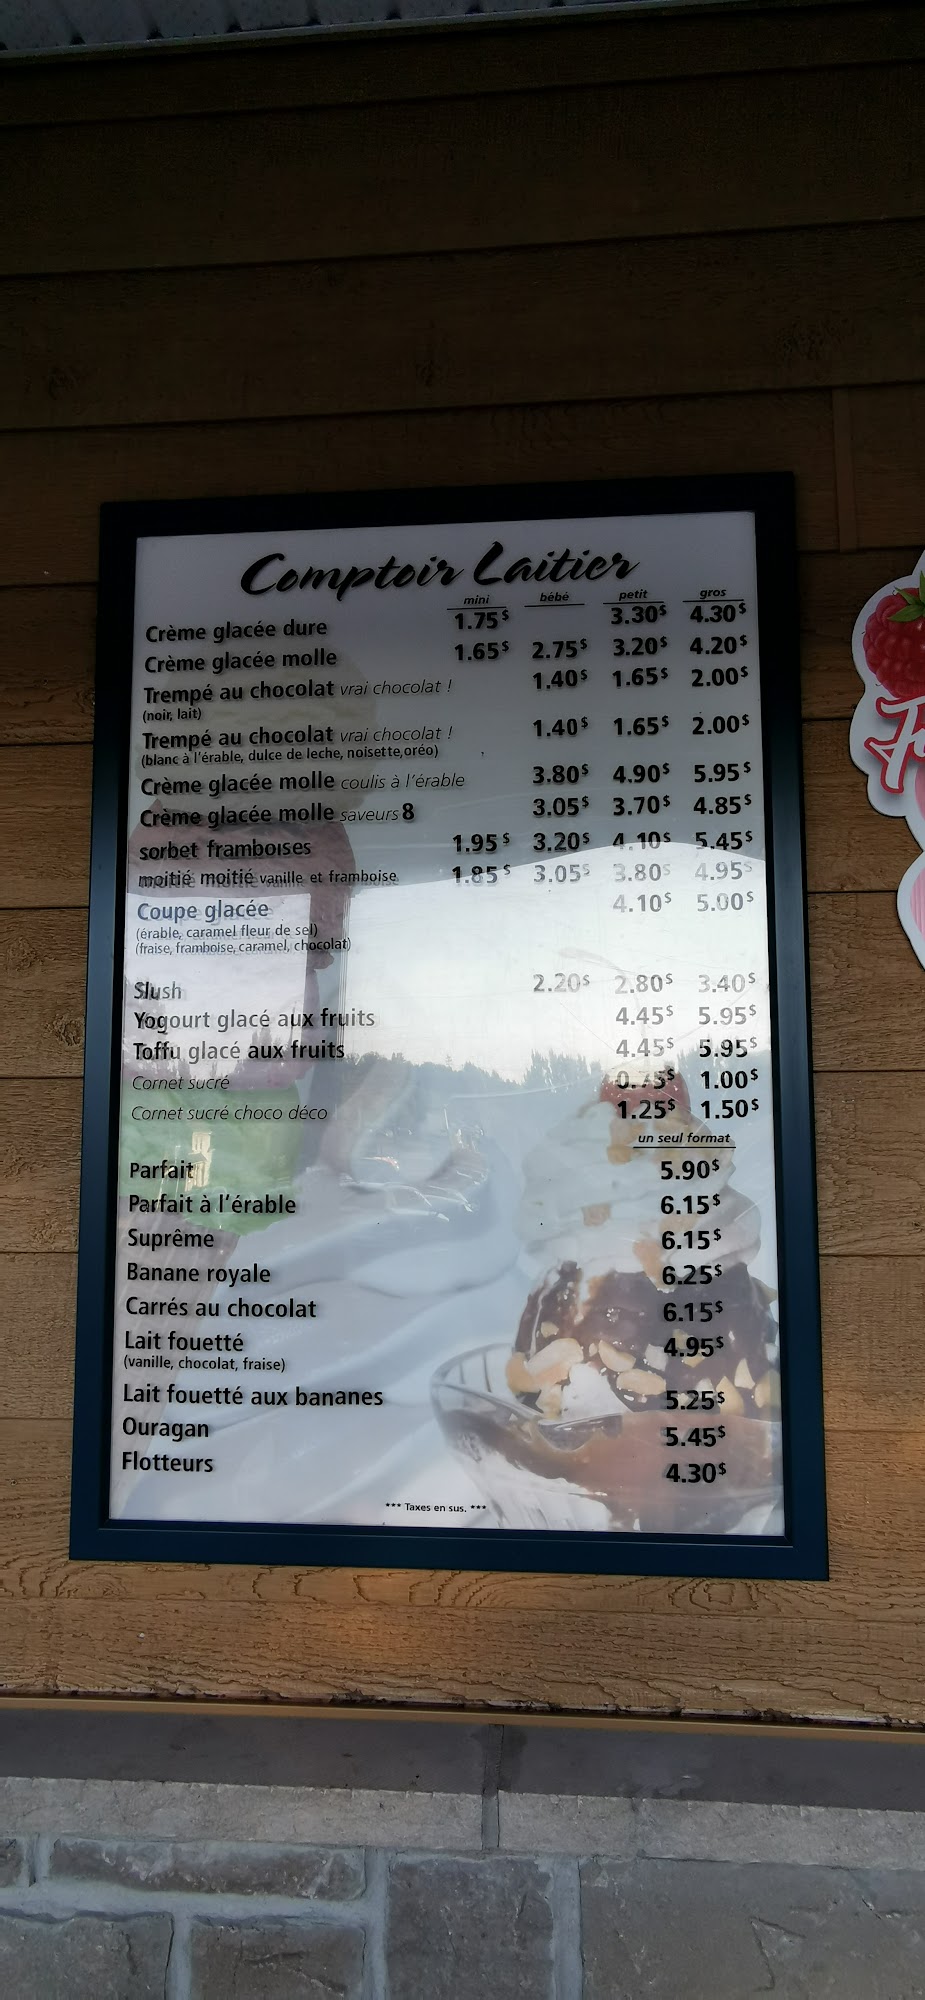 Comptoir Laitier
mini bébé petit gros
Crème glacée dure 1.75$ 3.30$ 4.30$
Crème glacée molle 1.65$ 2.75$ 3.20$ 4.20$
Trempé au chocolat vrai chocolat ! 1.40$ 1.65$ 2.00$
(noir, lait)
Trempé au chocolat vrai chocolat ! 1.40$ 1.65$ 2.00$
(blanc à l'érable, dulce de leche, noisette,oréo)
Crème glacée molle coulis à l'érable 3.80$ 4.90$ 5.95$
Crème glacée molle saveurs 8 3.05$ 3.70$ 4.85$
sorbet framboises 1.95$ 3.20$ 4.10$ 5.45$
moitié moitié vanille et framboise 1.85$ 3.05$ 3.80$ 4.95$
Coupe glacée 4.10$ 5.00$
(érable, caramel fleur de sel)
(fraise, framboise, caramel, chocolat)
Slush 2.20$ 2.80$ 3.40$
Yogourt glacé aux fruits 4.45$ 5.95$
Toffu glacé aux fruits 4.45$ 5.95$
Cornet sucré 0.75$ 1.00$
Cornet sucré choco déco 1.25$ 1.50$
un seul format
Parfait 5.90$
Parfait à l'érable 6.15$
Suprême 6.15$
Banane royale 6.25$
Carrés au chocolat 6.15$
Lait fouetté 4.95$
(vanille, chocolat, fraise)
Lait fouetté aux bananes 5.25$
Ouragan 5.45$
Flotteurs 4.30$
*** Taxes en sus. ***